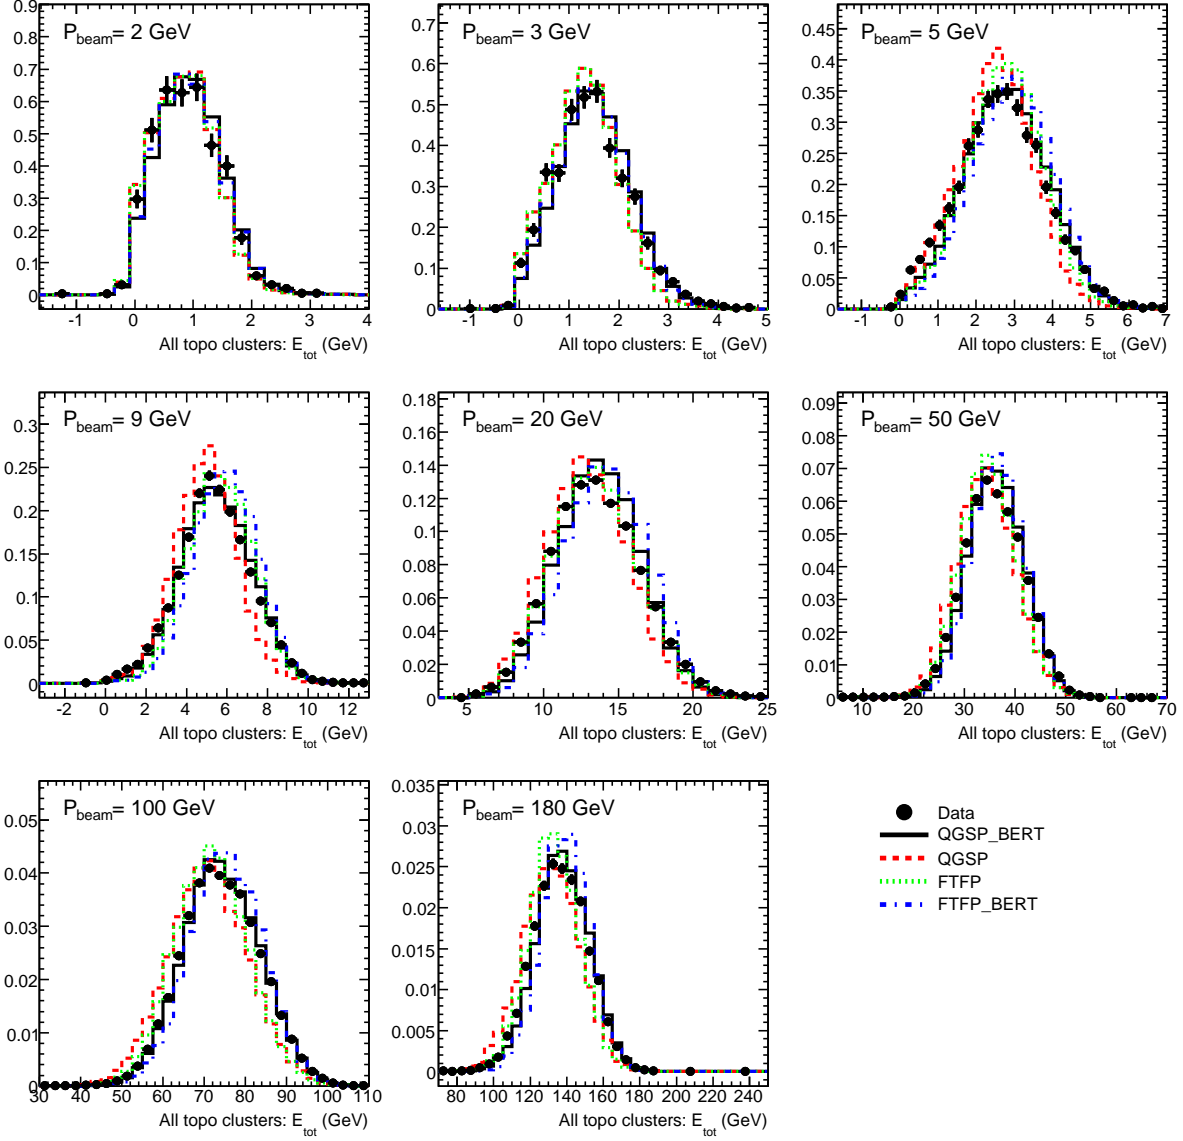 P_beam= 2 GeV
0.9
0.8
0.7
0.6
0.5
0.4
0.3
0.2
0.1
0
-1 0 1 2 3 4
All topo clusters: E_tot (GeV)
P_beam= 3 GeV
0.7
0.6
0.5
0.4
0.3
0.2
0.1
0
-1 0 1 2 3 4 5
All topo clusters: E_tot (GeV)
P_beam= 5 GeV
0.45
0.4
0.35
0.3
0.25
0.2
0.15
0.1
0.05
0
-1 0 1 2 3 4 5 6 7
All topo clusters: E_tot (GeV)
P_beam= 9 GeV
0.3
0.25
0.2
0.15
0.1
0.05
0
-2 0 2 4 6 8 10 12
All topo clusters: E_tot (GeV)
P_beam= 20 GeV
0.18
0.16
0.14
0.12
0.1
0.08
0.06
0.04
0.02
0
5 10 15 20 25
All topo clusters: E_tot (GeV)
P_beam= 50 GeV
0.09
0.08
0.07
0.06
0.05
0.04
0.03
0.02
0.01
0
10 20 30 40 50 60 70
All topo clusters: E_tot (GeV)
P_beam= 100 GeV
0.05
0.04
0.03
0.02
0.01
0
30 40 50 60 70 80 90 100 110
All topo clusters: E_tot (GeV)
P_beam= 180 GeV
0.035
0.03
0.025
0.02
0.015
0.01
0.005
0
80 100 120 140 160 180 200 220 240
All topo clusters: E_tot (GeV)
Data
QGSP_BERT
QGSP
FTFP
FTFP_BERT